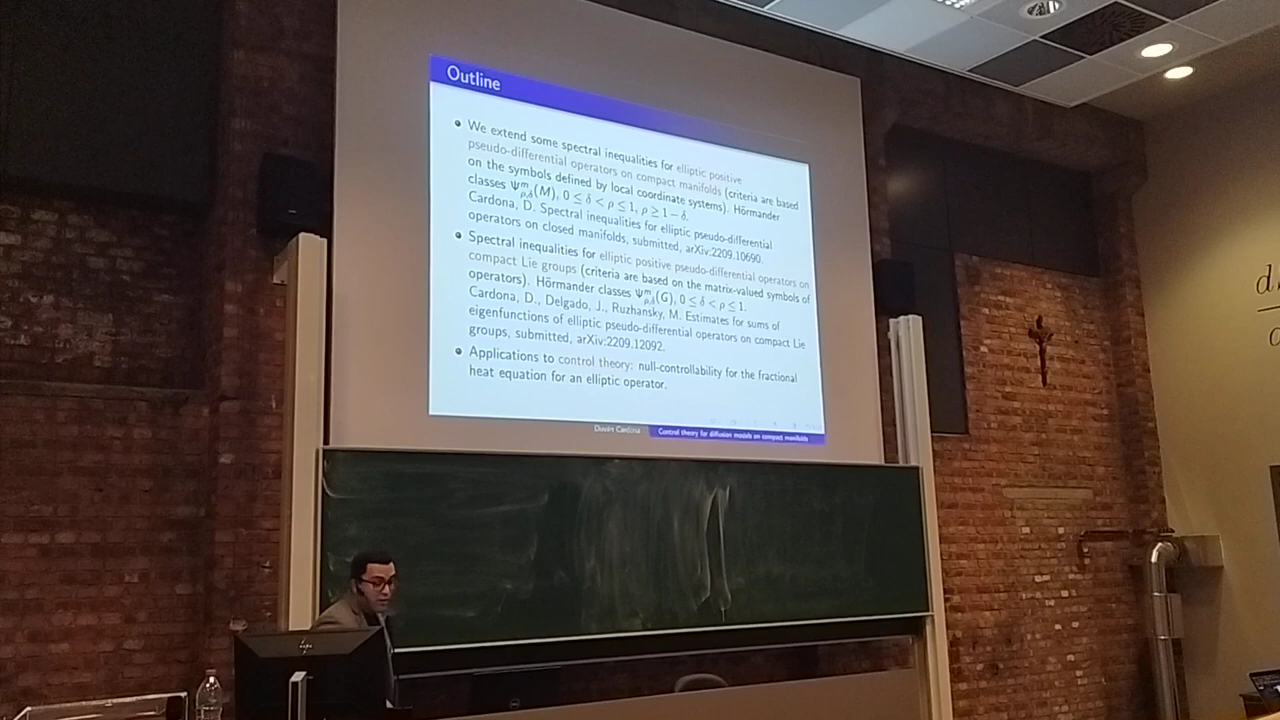 Outline
We extend some spectral inequalities for elliptic positive
pseudo-differential operators on compact manifolds (criteria are based
on the symbols defined by local coordinate systems). Hörmander
classes Ψᵐρ,δ(M), 0 ≤ δ < ρ ≤ 1, ρ ≥ 1 − δ.
Cardona, D. Spectral inequalities for elliptic pseudo-differential
operators on closed manifolds, submitted, arXiv:2209.10690.
Spectral inequalities for elliptic positive pseudo-differential operators on
compact Lie groups (criteria are based on the matrix-valued symbols of
operators). Hörmander classes Ψᵐρ,δ(G), 0 ≤ δ < ρ ≤ 1.
Cardona, D., Delgado, J., Ruzhansky, M. Estimates for sums of
eigenfunctions of elliptic pseudo-differential operators on compact Lie
groups, submitted, arXiv:2209.12092.
Applications to control theory: null-controllability for the fractional
heat equation for an elliptic operator.
Duván Cardona
Control theory for diffusion models on compact manifolds